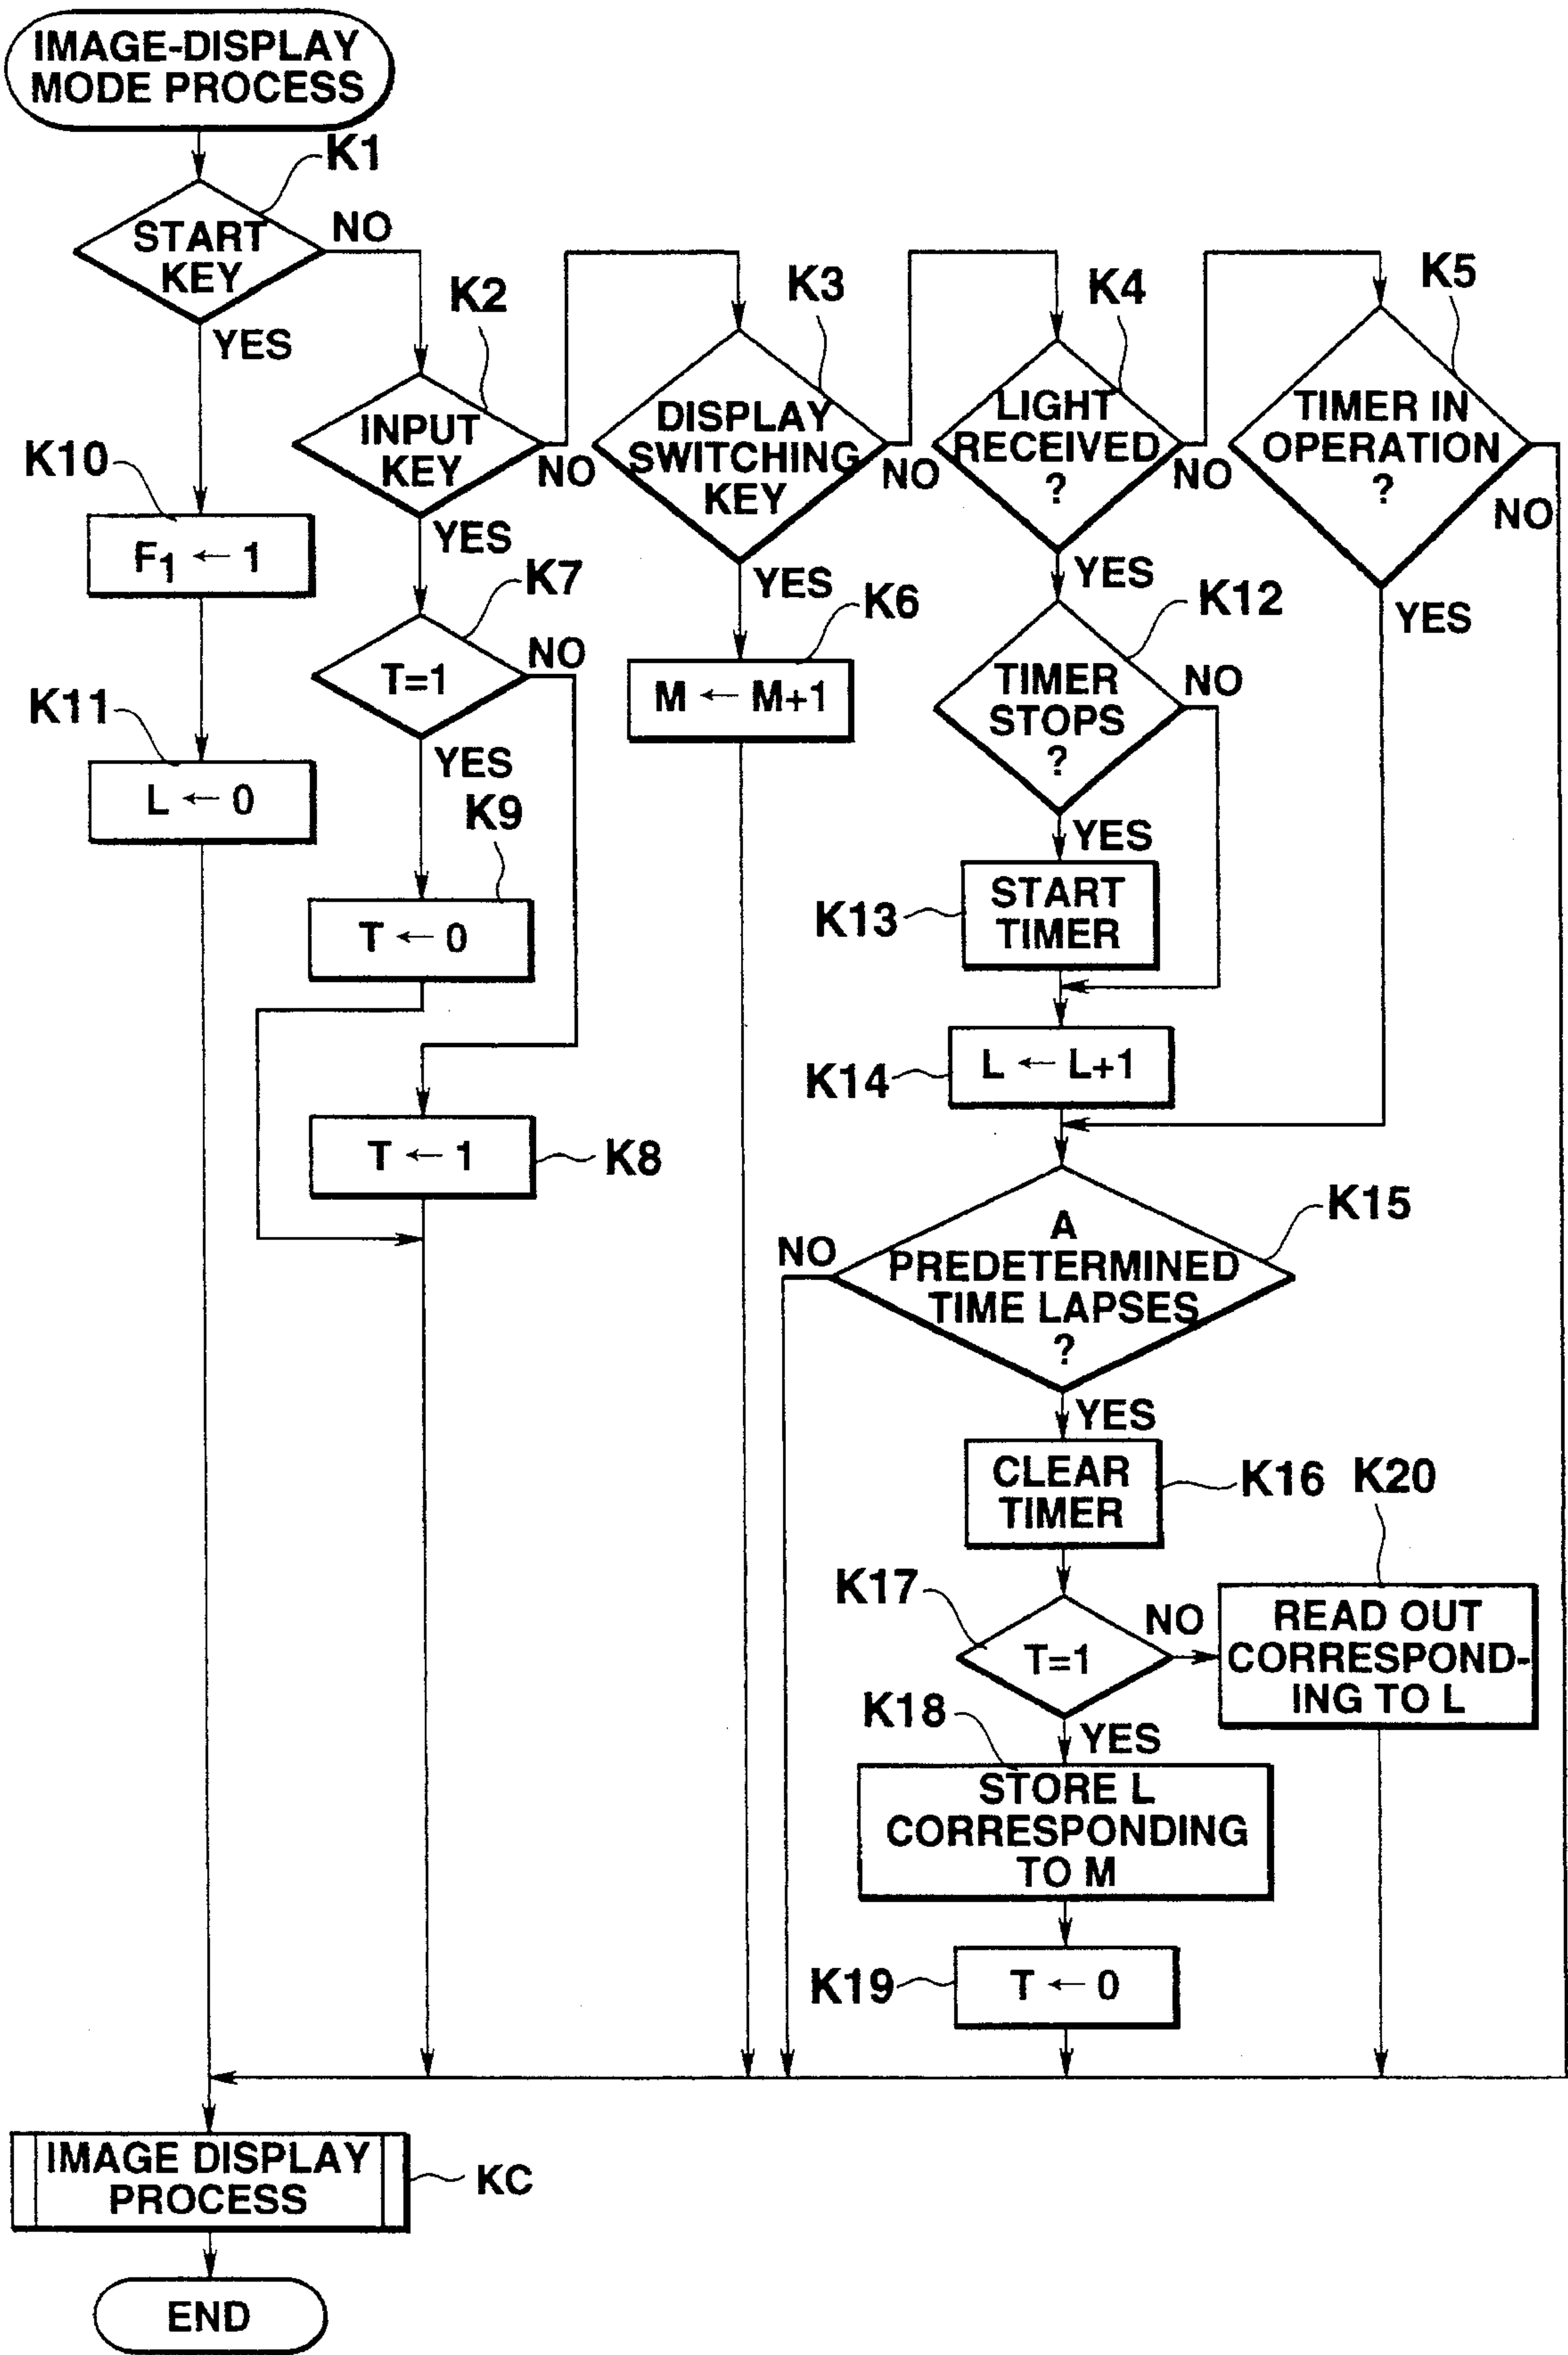 IMAGE-DISPLAY
MODE PROCESS
K1
START
KEY
NO
YES
K2
INPUT
KEY
NO
YES
K3
DISPLAY
SWITCHING
KEY
NO
YES
K4
LIGHT
RECEIVED
?
NO
YES
K5
TIMER IN
OPERATION
?
NO
YES
K10
F1 ← 1
K11
L ← 0
K7
T=1
NO
YES
K9
T ← 0
T ← 1
K8
K6
M ← M+1
K12
TIMER
STOPS
?
NO
YES
K13
START
TIMER
K14
L ← L+1
K15
A
PREDETERMINED
TIME LAPSES
?
NO
YES
CLEAR
TIMER
K16
K17
T=1
NO
YES
K20
READ OUT
CORRESPOND-
ING TO L
K18
STORE L
CORRESPONDING
TO M
K19
T ← 0
IMAGE DISPLAY
PROCESS
KC
END